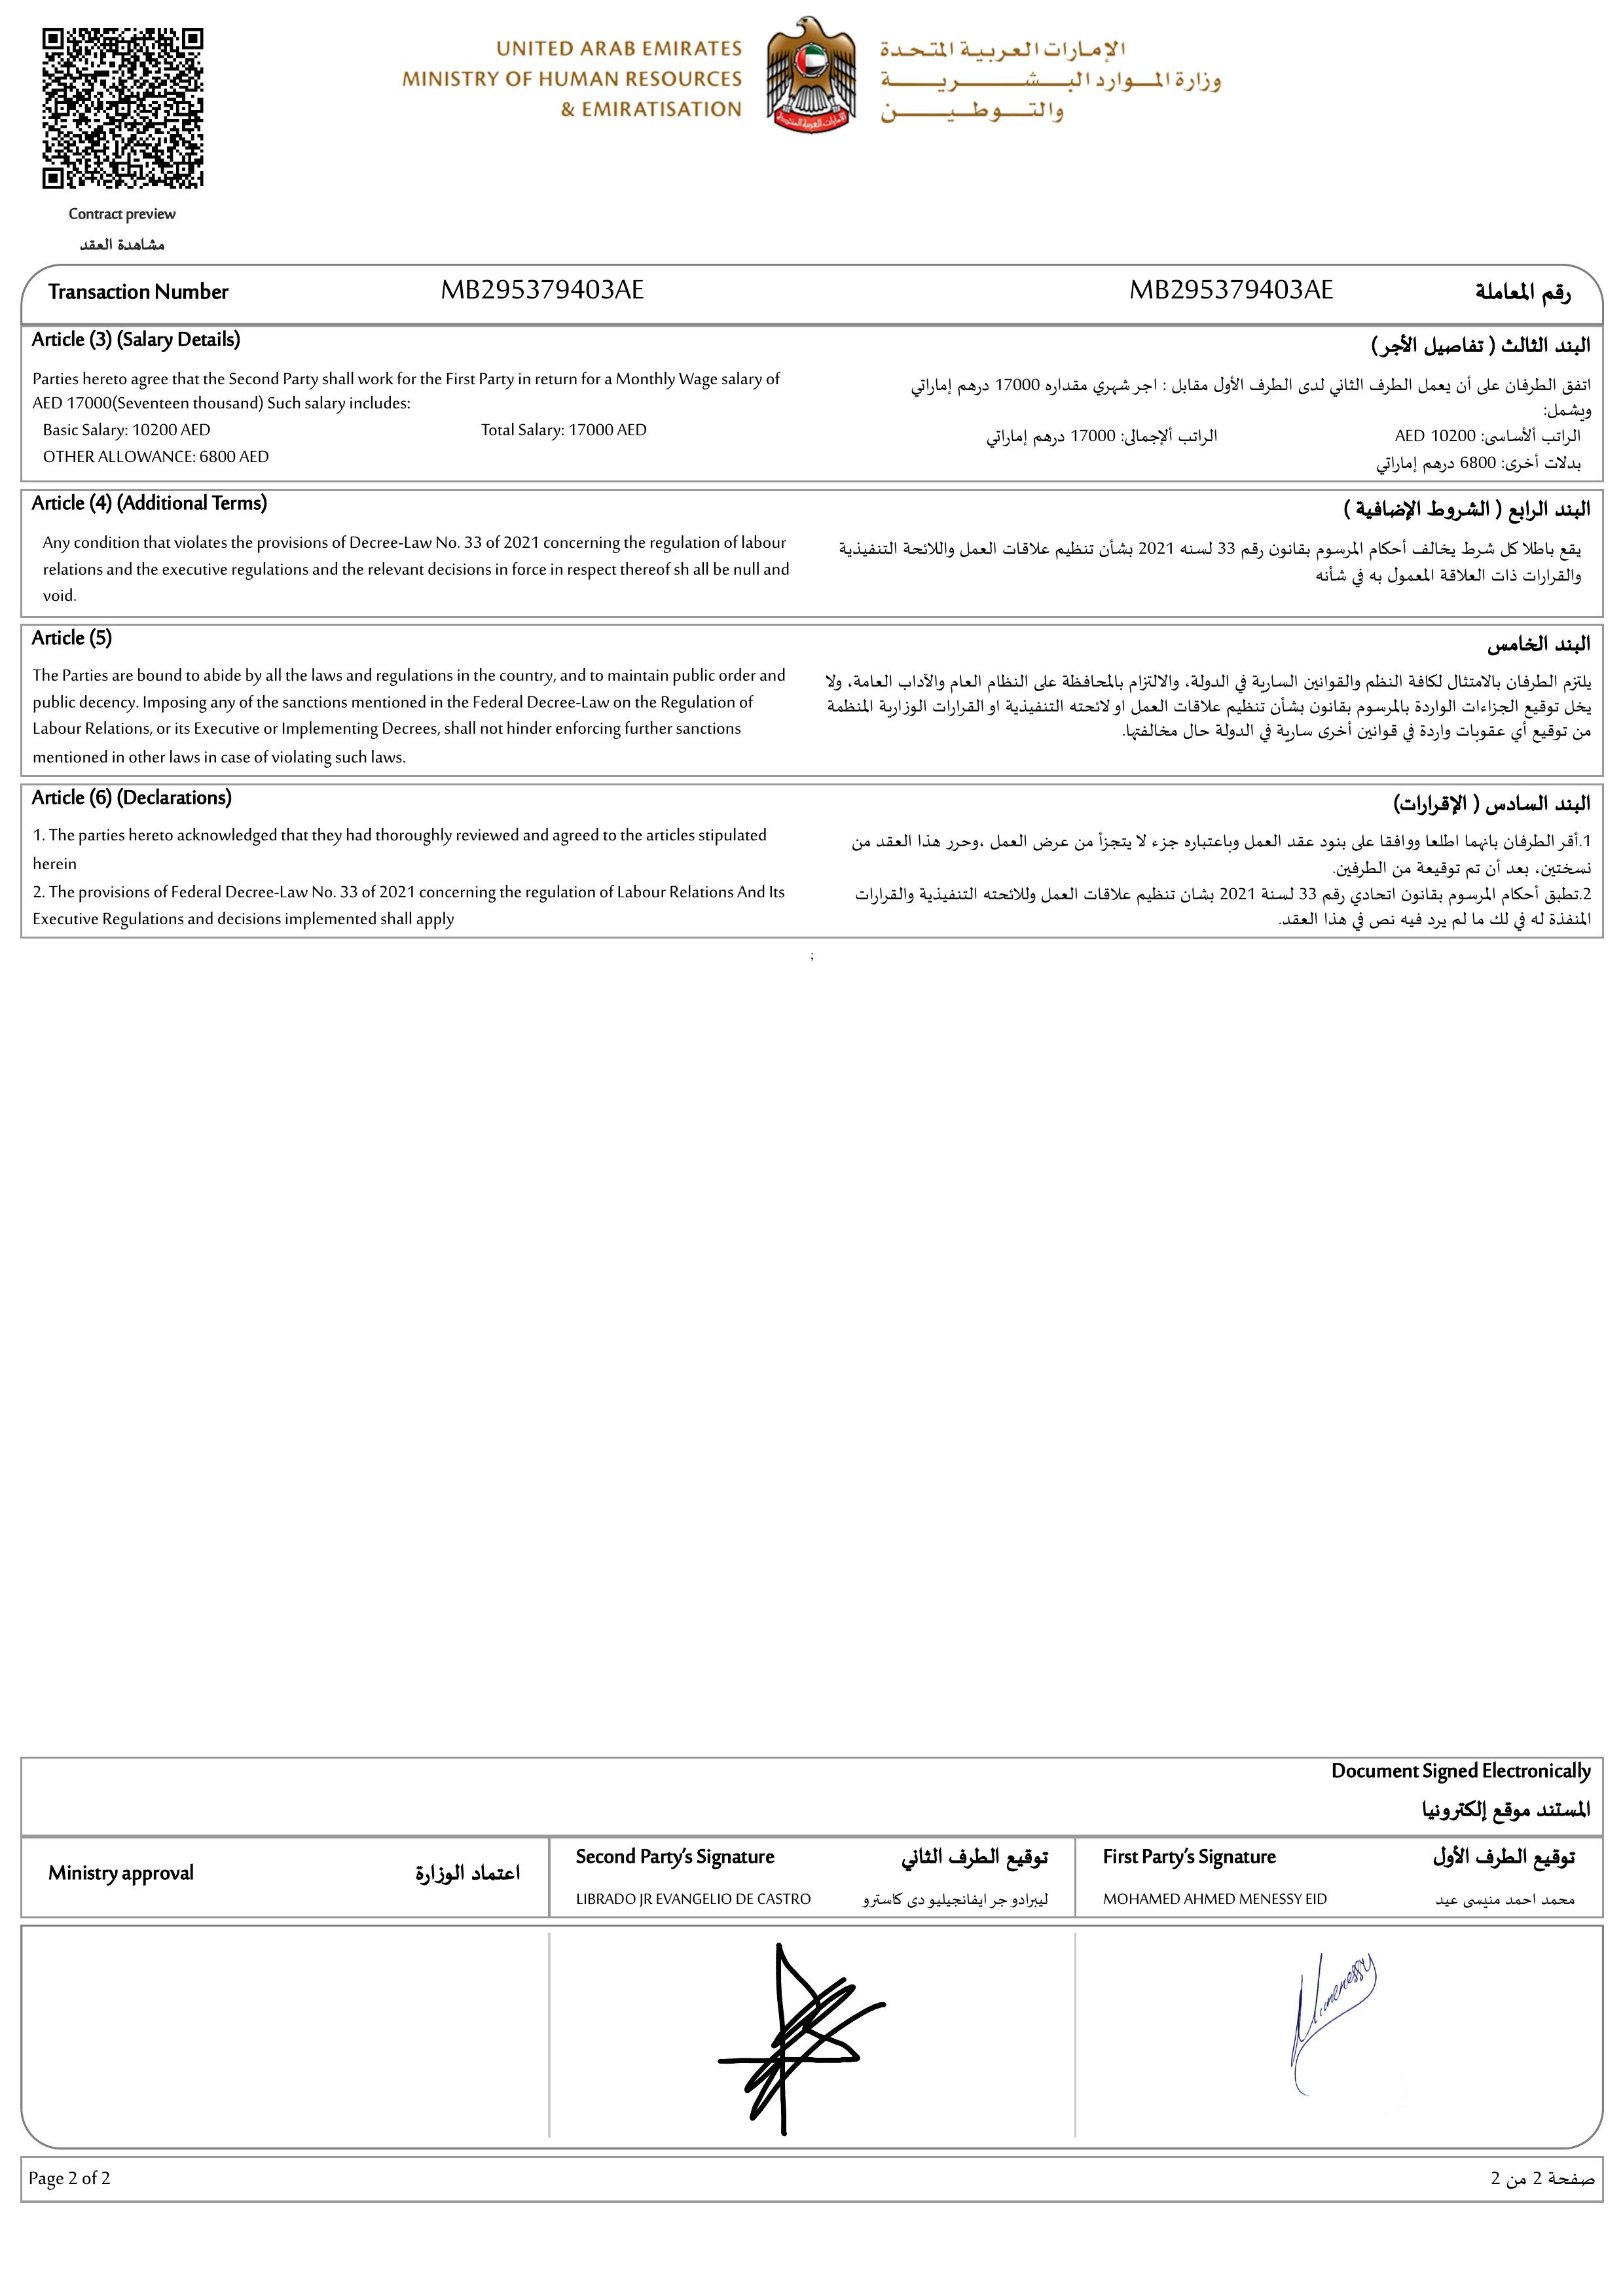 UNITED ARAB EMIRATES
MINISTRY OF HUMAN RESOURCES
& EMIRATISATION
الإمارات العربية المتحدة
وزارة الموارد البشرية
والتوطين
Contract preview
مشاهدة العقد
Transaction Number MB295379403AE MB295379403AE رقم المعاملة
Article (3) (Salary Details)
Parties hereto agree that the Second Party shall work for the First Party in return for a Monthly Wage salary of
AED 17000(Seventeen thousand) Such salary includes:
Basic Salary: 10200 AED Total Salary: 17000 AED
OTHER ALLOWANCE: 6800 AED
البند الثالث ( تفاصيل الأجر )
اتفق الطرفان على أن يعمل الطرف الثاني لدى الطرف الأول مقابل : اجر شهري مقداره 17000 درهم إماراتي
ويشمل:
الراتب ألأساسى: 10200 AED الراتب ألإجمالى: 17000 درهم إماراتي
بدلات أخرى: 6800 درهم إماراتي
Article (4) (Additional Terms)
Any condition that violates the provisions of Decree-Law No. 33 of 2021 concerning the regulation of labour
relations and the executive regulations and the relevant decisions in force in respect thereof sh all be null and
void.
البند الرابع ( الشروط الإضافية )
يقع باطلا كل شرط يخالف أحكام المرسوم بقانون رقم 33 لسنه 2021 بشأن تنظيم علاقات العمل واللائحة التنفيذية
والقرارات ذات العلاقة المعمول به في شأنه
Article (5)
The Parties are bound to abide by all the laws and regulations in the country, and to maintain public order and
public decency. Imposing any of the sanctions mentioned in the Federal Decree-Law on the Regulation of
Labour Relations, or its Executive or Implementing Decrees, shall not hinder enforcing further sanctions
mentioned in other laws in case of violating such laws.
البند الخامس
يلتزم الطرفان بالامتثال لكافة النظم والقوانين السارية في الدولة، والالتزام بالمحافظة على النظام العام والآداب العامة، ولا
يخل توقيع الجزاءات الواردة بالمرسوم بقانون بشأن تنظيم علاقات العمل او لائحته التنفيذية او القرارات الوزارية المنظمة
من توقيع أي عقوبات واردة في قوانين أخرى سارية في الدولة حال مخالفتها.
Article (6) (Declarations)
1. The parties hereto acknowledged that they had thoroughly reviewed and agreed to the articles stipulated
herein
2. The provisions of Federal Decree-Law No. 33 of 2021 concerning the regulation of Labour Relations And Its
Executive Regulations and decisions implemented shall apply
البند السادس ( الإقرارات)
1.أقر الطرفان بانهما اطلعا ووافقا على بنود عقد العمل وباعتباره جزء لا يتجزأ من عرض العمل ،وحرر هذا العقد من
نسختين، بعد أن تم توقيعة من الطرفين.
2.تطبق أحكام المرسوم بقانون اتحادي رقم 33 لسنة 2021 بشان تنظيم علاقات العمل وللائحته التنفيذية والقرارات
المنفذة له في لك ما لم يرد فيه نص في هذا العقد.
;
Document Signed Electronically
المستند موقع إلكترونيا
Ministry approval اعتماد الوزارة
Second Party's Signature توقيع الطرف الثاني
LIBRADO JR EVANGELIO DE CASTRO ليبرادو جر ايفانجيليو دى كاسترو
First Party's Signature توقيع الطرف الأول
MOHAMED AHMED MENESSY EID محمد احمد منيسى عيد
Menessy
Page 2 of 2 صفحة 2 من 2